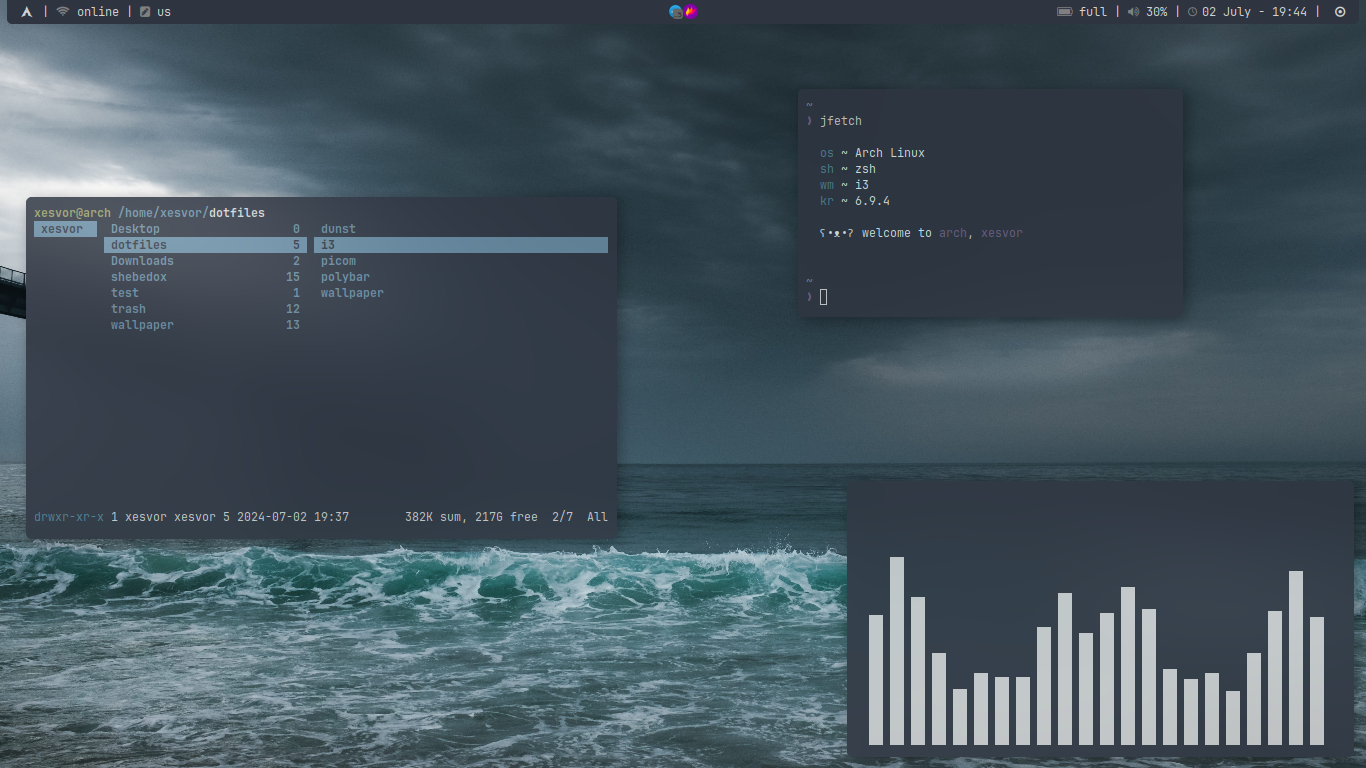 | online | us
full | 30% | 02 July - 19:44 |
~
❯ jfetch
os ~ Arch Linux
sh ~ zsh
wm ~ i3
kr ~ 6.9.4
ʕ•ᴥ•ʔ welcome to arch, xesvor
~
❯
xesvor@arch /home/xesvor/dotfiles
xesvor Desktop 0 dunst
dotfiles 5 i3
Downloads 2 picom
shebedox 15 polybar
test 1 wallpaper
trash 12
wallpaper 13
drwxr-xr-x 1 xesvor xesvor 5 2024-07-02 19:37 382K sum, 217G free 2/7 All